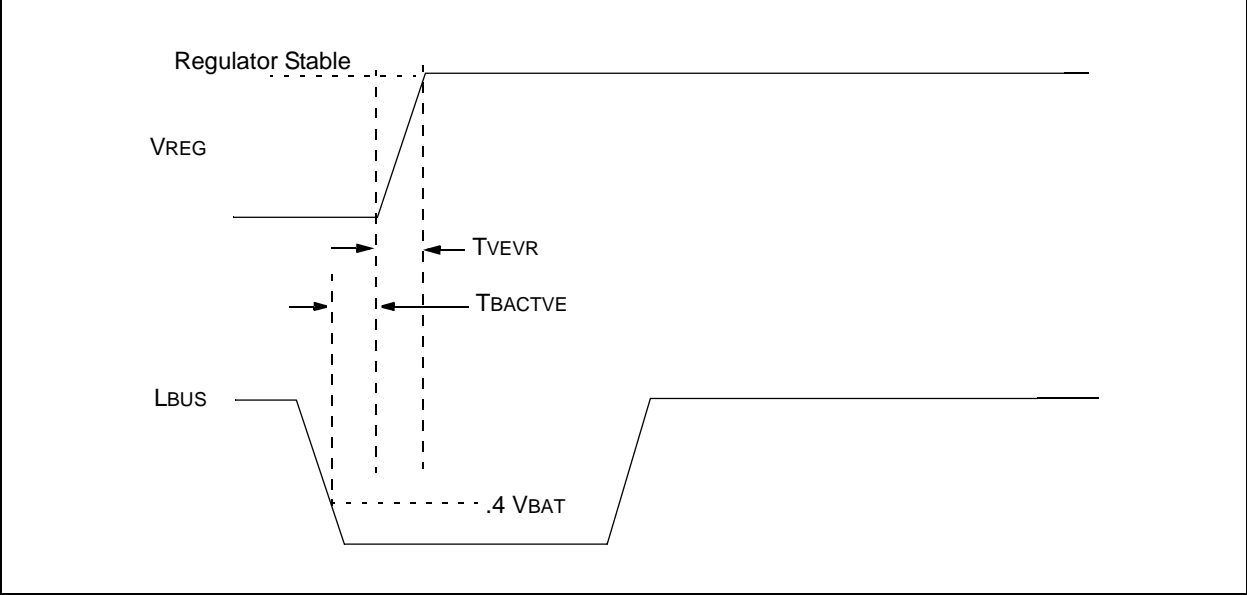 Regulator Stable
VREG
TVEVR
TBACTVE
LBUS
.4 VBAT